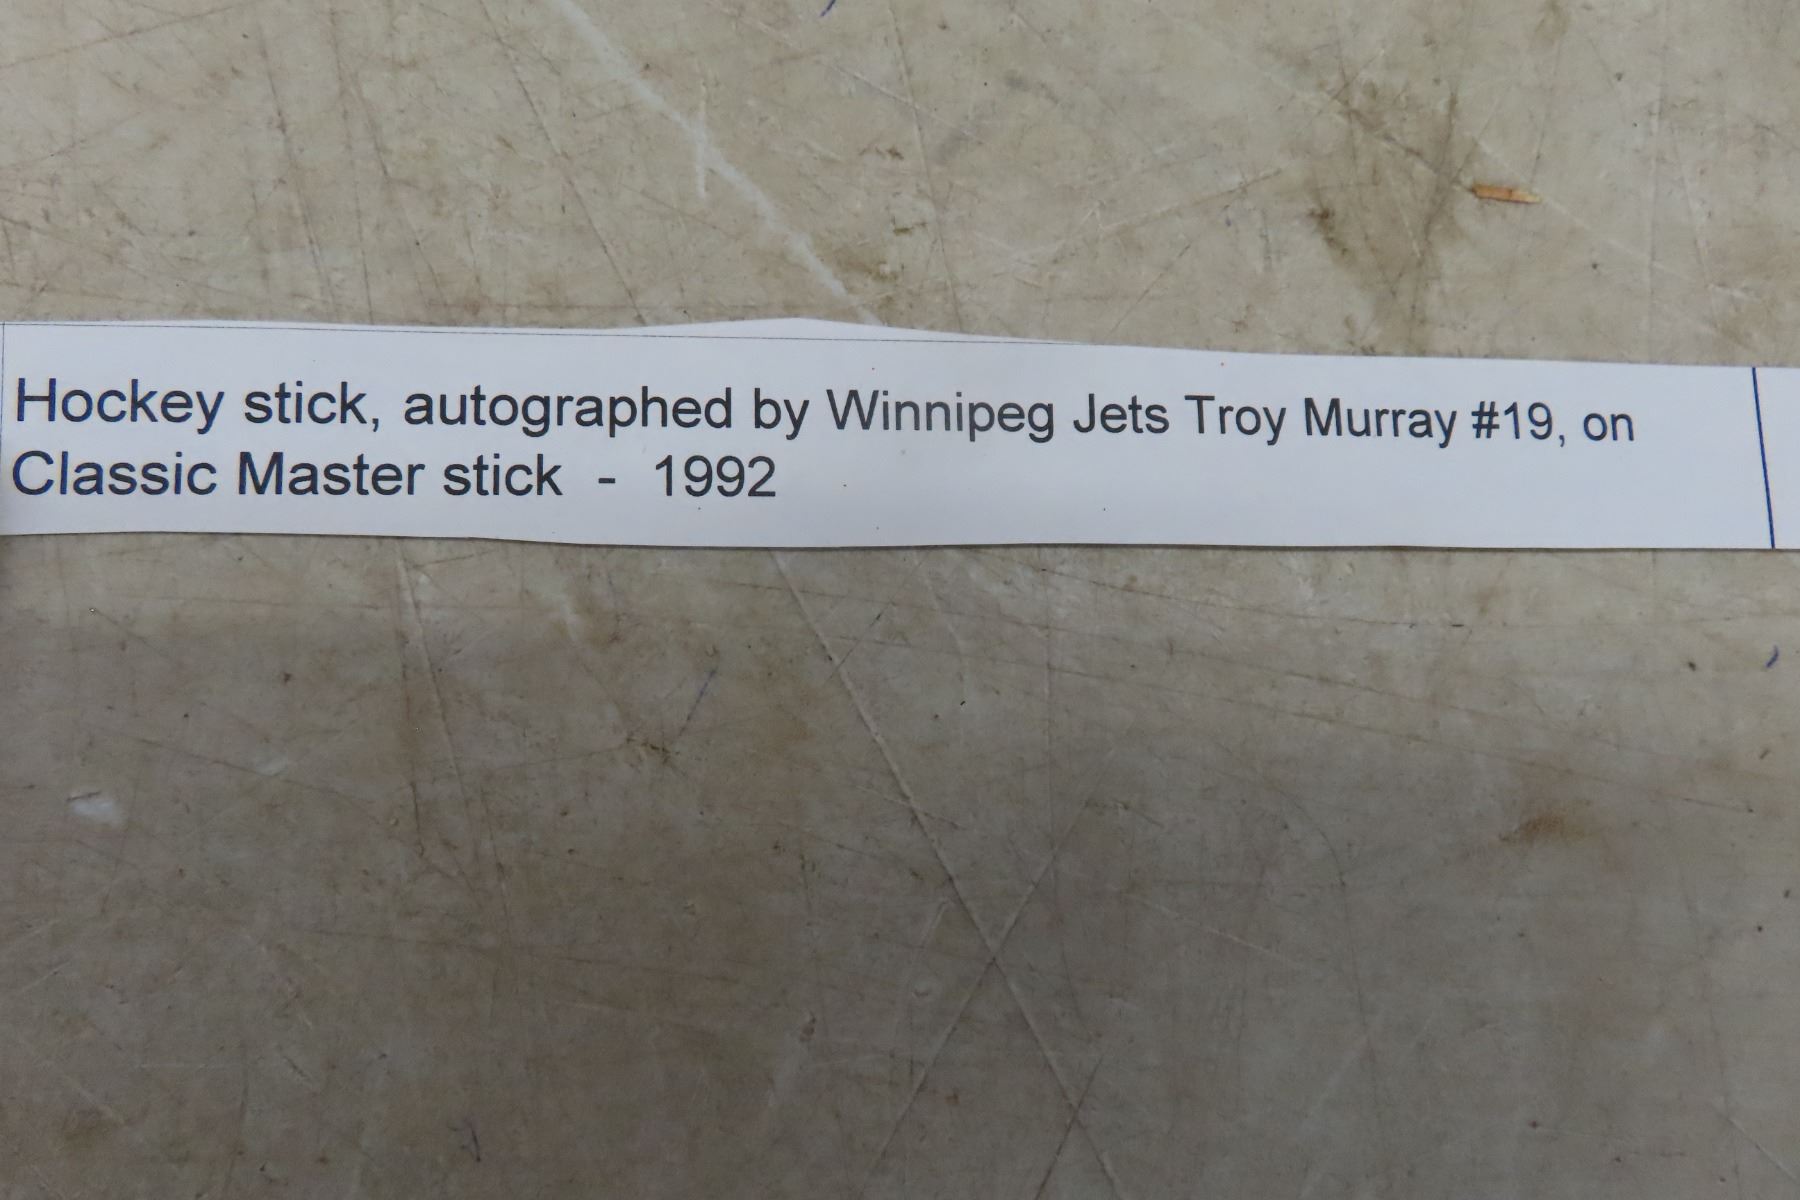 Hockey stick, autographed by Winnipeg Jets Troy Murray #19, on
Classic Master stick - 1992